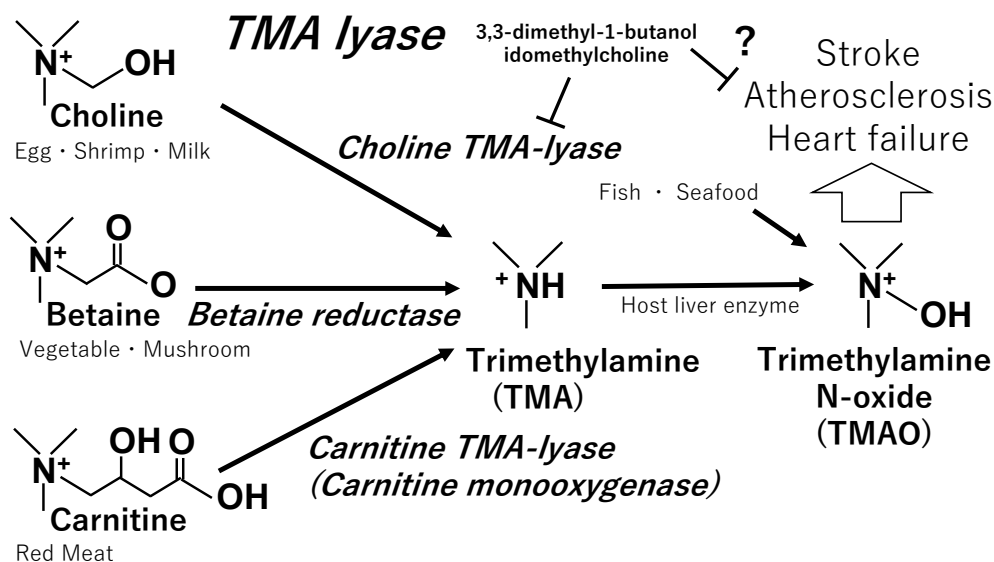 TMA lyase
3,3-dimethyl-1-butanol
idomethylcholine
?
Stroke
Atherosclerosis
Heart failure
N+
OH
Choline
Egg・Shrimp・Milk
Choline TMA-lyase
Fish ・ Seafood
O
N+
O
Betaine
Vegetable・Mushroom
Betaine reductase
+NH
Trimethylamine
(TMA)
Host liver enzyme
N+
OH
Trimethylamine
N-oxide
(TMAO)
OH
O
N+
OH
Carnitine
Red Meat
Carnitine TMA-lyase
(Carnitine monooxygenase)